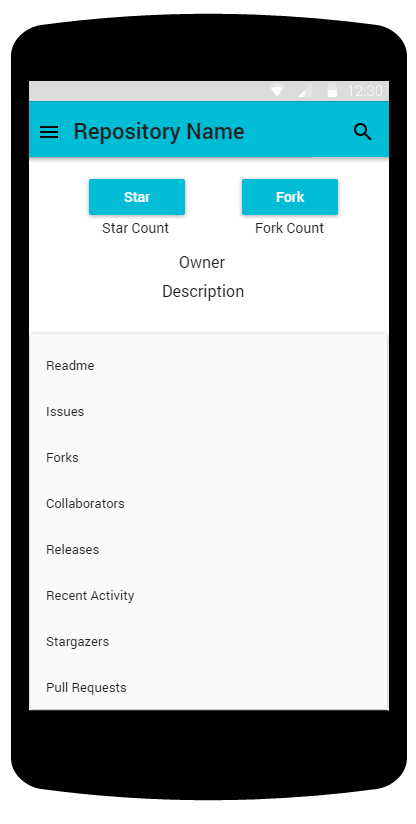 12:30
Repository Name
Star Fork
Star Count Fork Count
Owner
Description
Readme
Issues
Forks
Collaborators
Releases
Recent Activity
Stargazers
Pull Requests